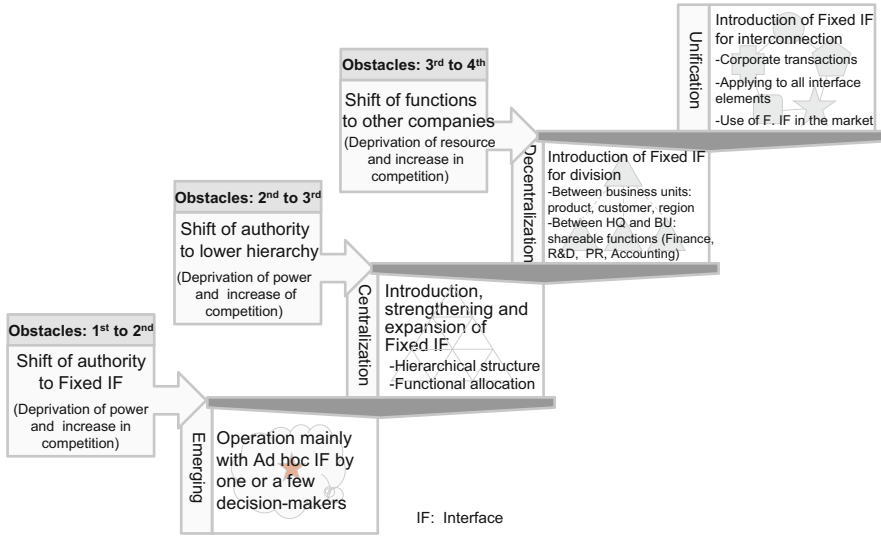 Unification
Introduction of Fixed IF
for interconnection
-Corporate transactions
-Applying to all interface
elements
-Use of F. IF in the market
Obstacles: 3rd to 4th
Shift of functions
to other companies
(Deprivation of resource
and increase in
competition)
Decentralization
Introduction of Fixed IF
for division
-Between business units:
product, customer, region
-Between HQ and BU:
shareable functions (Finance,
R&D, PR, Accounting)
Obstacles: 2nd to 3rd
Shift of authority
to lower hierarchy
(Deprivation of power
and increase of
competition)
Centralization
Introduction,
strengthening and
expansion of
Fixed IF
-Hierarchical structure
-Functional allocation
Obstacles: 1st to 2nd
Shift of authority
to Fixed IF
(Deprivation of power
and increase in
competition)
Emerging
Operation mainly
with Ad hoc IF by
one or a few
decision-makers
IF: Interface